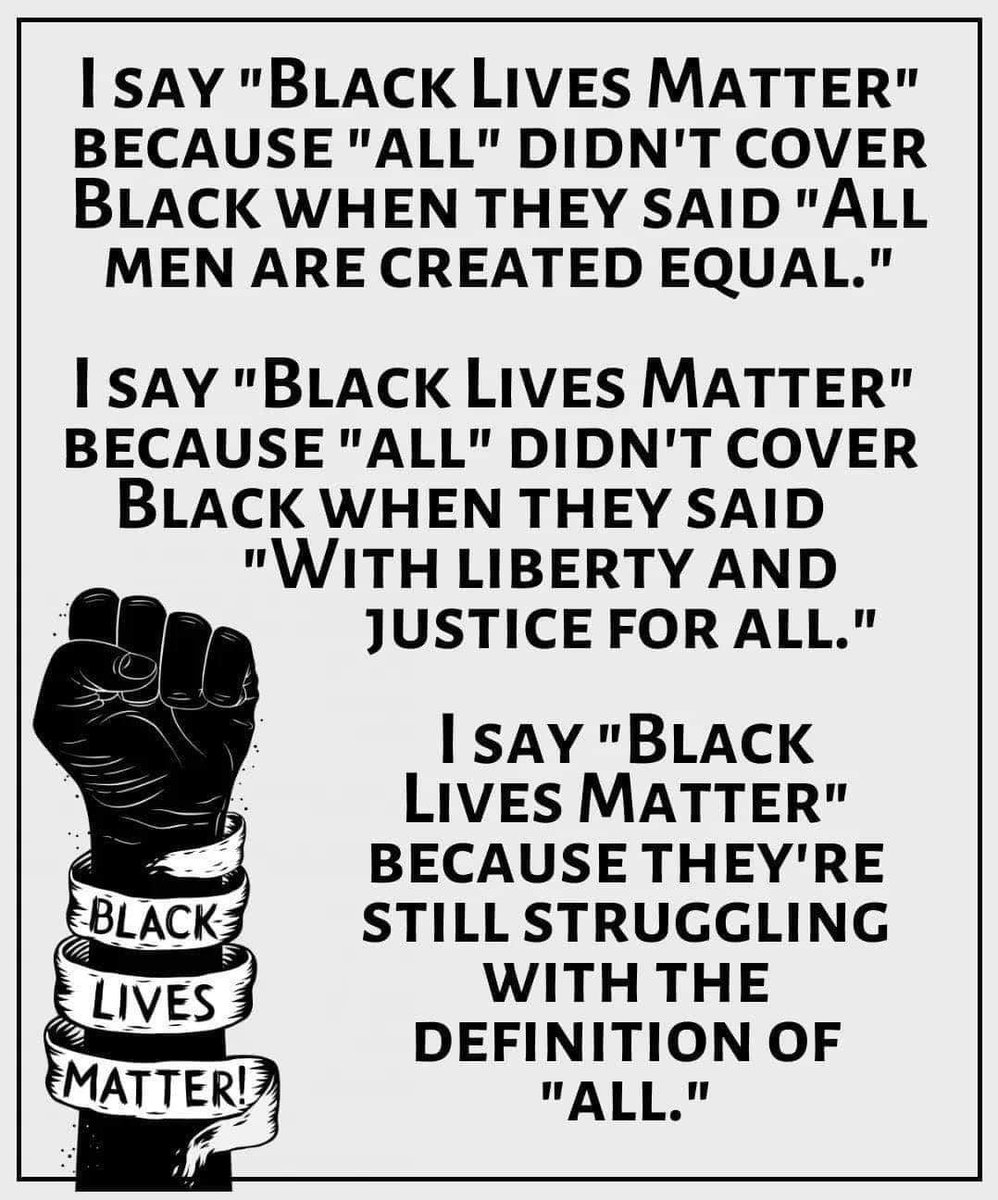 I SAY "BLACK LIVES MATTER"
BECAUSE "ALL" DIDN'T COVER
BLACK WHEN THEY SAID "ALL
MEN ARE CREATED EQUAL."
I SAY "BLACK LIVES MATTER"
BECAUSE "ALL" DIDN'T COVER
BLACK WHEN THEY SAID
"WITH LIBERTY AND
JUSTICE FOR ALL."
I SAY "BLACK
LIVES MATTER"
BECAUSE THEY'RE
STILL STRUGGLING
WITH THE
DEFINITION OF
"ALL."
BLACK
LIVES
MATTER!